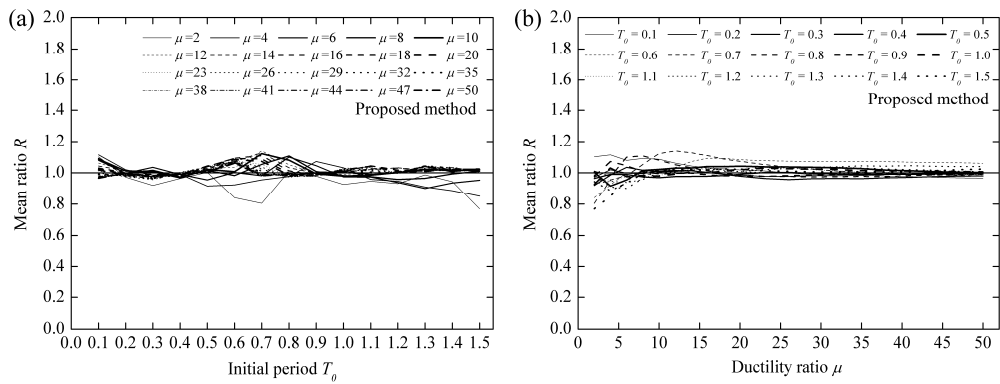 (a)
2.0
1.8
1.6
1.4
1.2
1.0
0.8
0.6
0.4
0.2
0.0
Mean ratio R
μ=2 μ=4 μ=6 μ=8 μ=10
μ=12 μ=14 μ=16 μ=18 μ=20
μ=23 μ=26 μ=29 μ=32 μ=35
μ=38 μ=41 μ=44 μ=47 μ=50
Proposed method
0.0 0.1 0.2 0.3 0.4 0.5 0.6 0.7 0.8 0.9 1.0 1.1 1.2 1.3 1.4 1.5
Initial period T0
(b)
2.0
1.8
1.6
1.4
1.2
1.0
0.8
0.6
0.4
0.2
0.0
Mean ratio R
T0 = 0.1 T0 = 0.2 T0 = 0.3 T0 = 0.4 T0 = 0.5
T0 = 0.6 T0 = 0.7 T0 = 0.8 T0 = 0.9 T0 = 1.0
T0 = 1.1 T0 = 1.2 T0 = 1.3 T0 = 1.4 T0 = 1.5
Proposed method
0 5 10 15 20 25 30 35 40 45 50
Ductility ratio μ